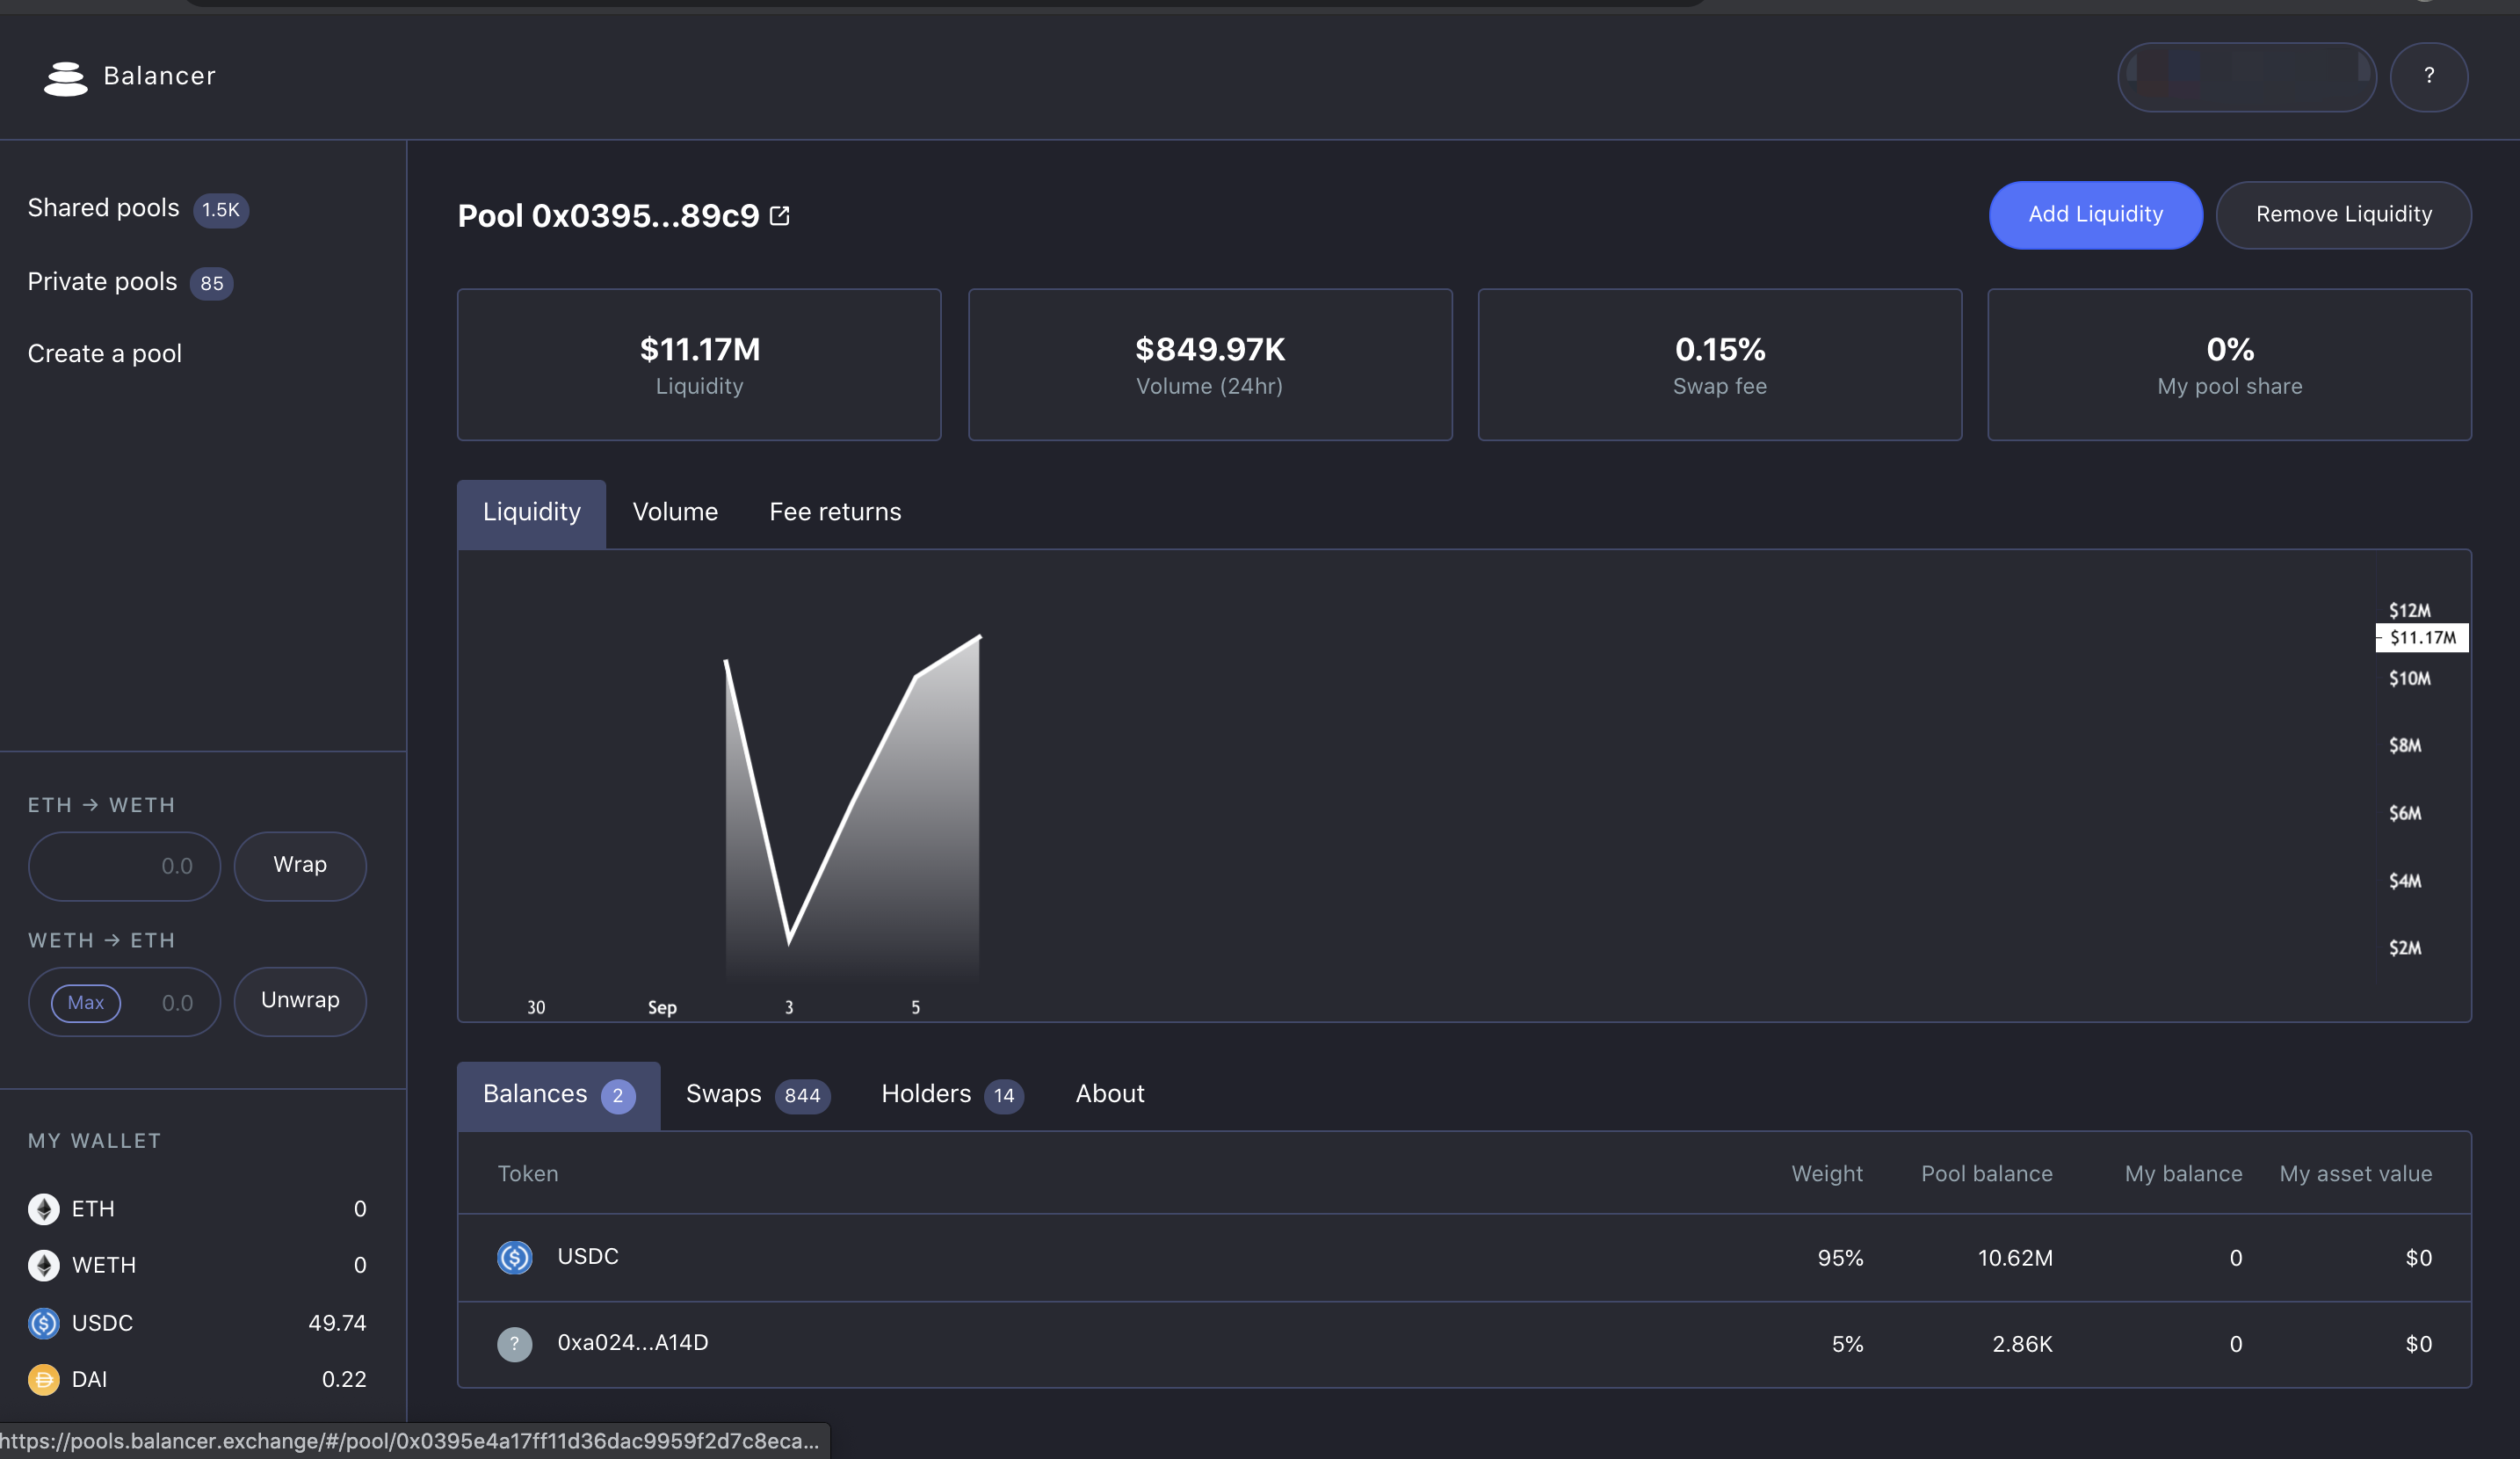 Balancer
?
Shared pools 1.5K
Private pools 85
Create a pool
ETH → WETH
0.0 Wrap
WETH → ETH
Max 0.0 Unwrap
MY WALLET
ETH 0
WETH 0
USDC 49.74
DAI 0.22
Pool 0x0395...89c9
Add Liquidity
Remove Liquidity
$11.17M
Liquidity
$849.97K
Volume (24hr)
0.15%
Swap fee
0%
My pool share
Liquidity Volume Fee returns
$12M
$11.17M
$10M
$8M
$6M
$4M
$2M
30 Sep 3 5
Balances 2 Swaps 844 Holders 14 About
Token Weight Pool balance My balance My asset value
USDC 95% 10.62M 0 $0
? 0xa024...A14D 5% 2.86K 0 $0
https://pools.balancer.exchange/#/pool/0x0395e4a17ff11d36dac9959f2d7c8eca...